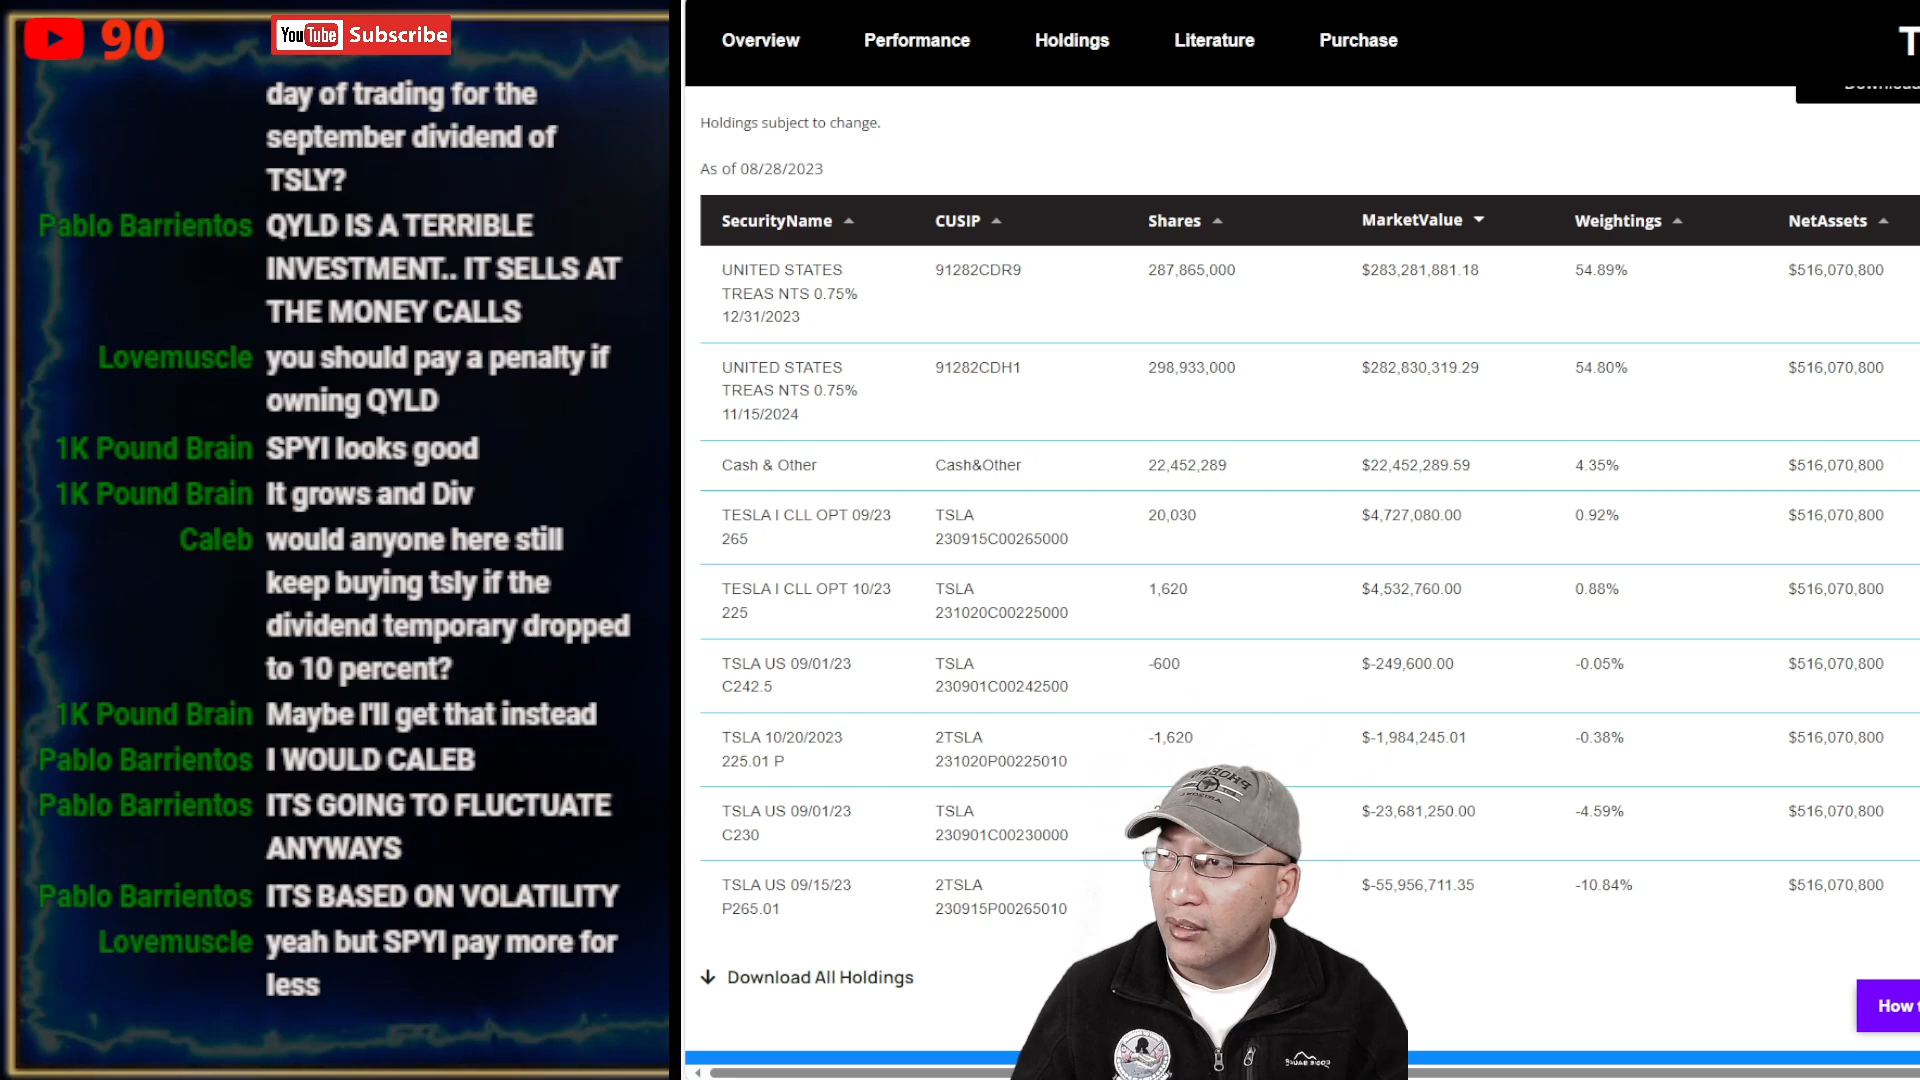 90
YouTube Subscribe
day of trading for the
september dividend of
TSLY?
Pablo Barrientos QYLD IS A TERRIBLE
INVESTMENT.. IT SELLS AT
THE MONEY CALLS
Lovemuscle you should pay a penalty if
owning QYLD
1K Pound Brain SPYI looks good
1K Pound Brain It grows and Div
Caleb would anyone here still
keep buying tsly if the
dividend temporary dropped
to 10 percent?
1K Pound Brain Maybe I'll get that instead
Pablo Barrientos I WOULD CALEB
Pablo Barrientos ITS GOING TO FLUCTUATE
ANYWAYS
Pablo Barrientos ITS BASED ON VOLATILITY
Lovemuscle yeah but SPYI pay more for
less
Overview Performance Holdings Literature Purchase T
Holdings subject to change.
As of 08/28/2023
SecurityName CUSIP Shares MarketValue Weightings NetAssets
UNITED STATES 91282CDR9 287,865,000 $283,281,881.18 54.89% $516,070,800
TREAS NTS 0.75%
12/31/2023
UNITED STATES 91282CDH1 298,933,000 $282,830,319.29 54.80% $516,070,800
TREAS NTS 0.75%
11/15/2024
Cash & Other Cash&Other 22,452,289 $22,452,289.59 4.35% $516,070,800
TESLA I CLL OPT 09/23 TSLA 20,030 $4,727,080.00 0.92% $516,070,800
265 230915C00265000
TESLA I CLL OPT 10/23 TSLA 1,620 $4,532,760.00 0.88% $516,070,800
225 231020C00225000
TSLA US 09/01/23 TSLA -600 $-249,600.00 -0.05% $516,070,800
C242.5 230901C00242500
TSLA 10/20/2023 2TSLA -1,620 $-1,984,245.01 -0.38% $516,070,800
225.01 P 231020P00225010
TSLA US 09/01/23 TSLA $-23,681,250.00 -4.59% $516,070,800
C230 230901C00230000
TSLA US 09/15/23 2TSLA $-55,956,711.35 -10.84% $516,070,800
P265.01 230915P00265010
Download All Holdings
How